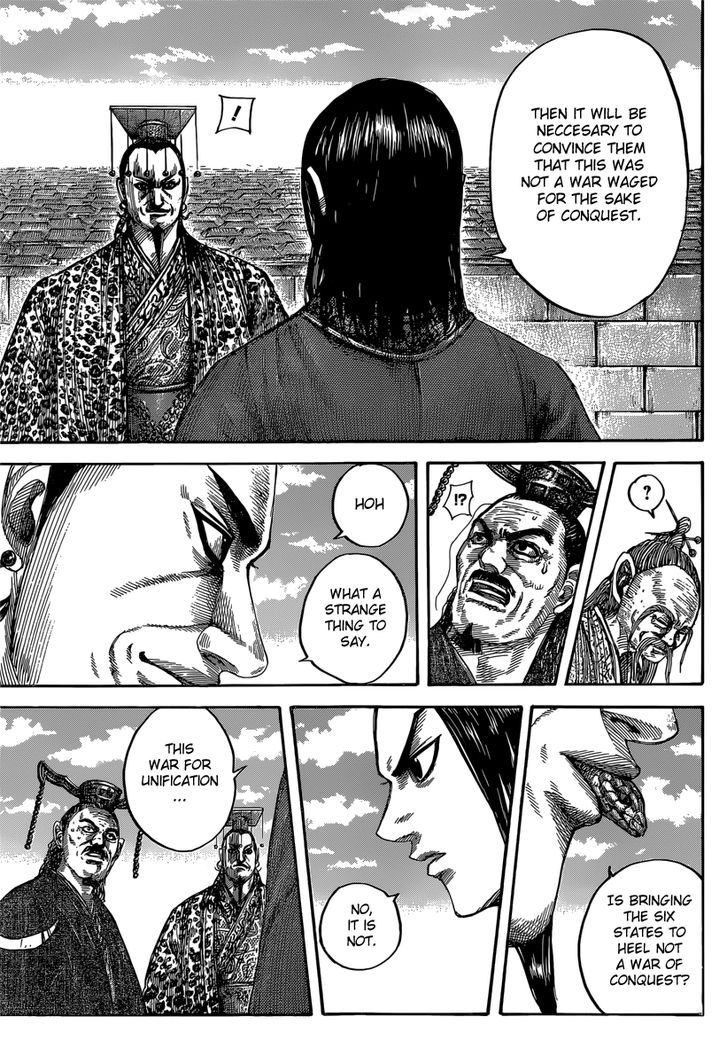 THEN IT WILL BE
NECCESARY TO
CONVINCE THEM
THAT THIS WAS
NOT A WAR WAGED
FOR THE SAKE
OF CONQUEST.
!
?
!?
HOH
WHAT A
STRANGE
THING TO
SAY.
IS BRINGING
THE SIX
STATES TO
HEEL NOT
A WAR OF
CONQUEST?
NO,
IT IS
NOT.
THIS
WAR FOR
UNIFICATION
...